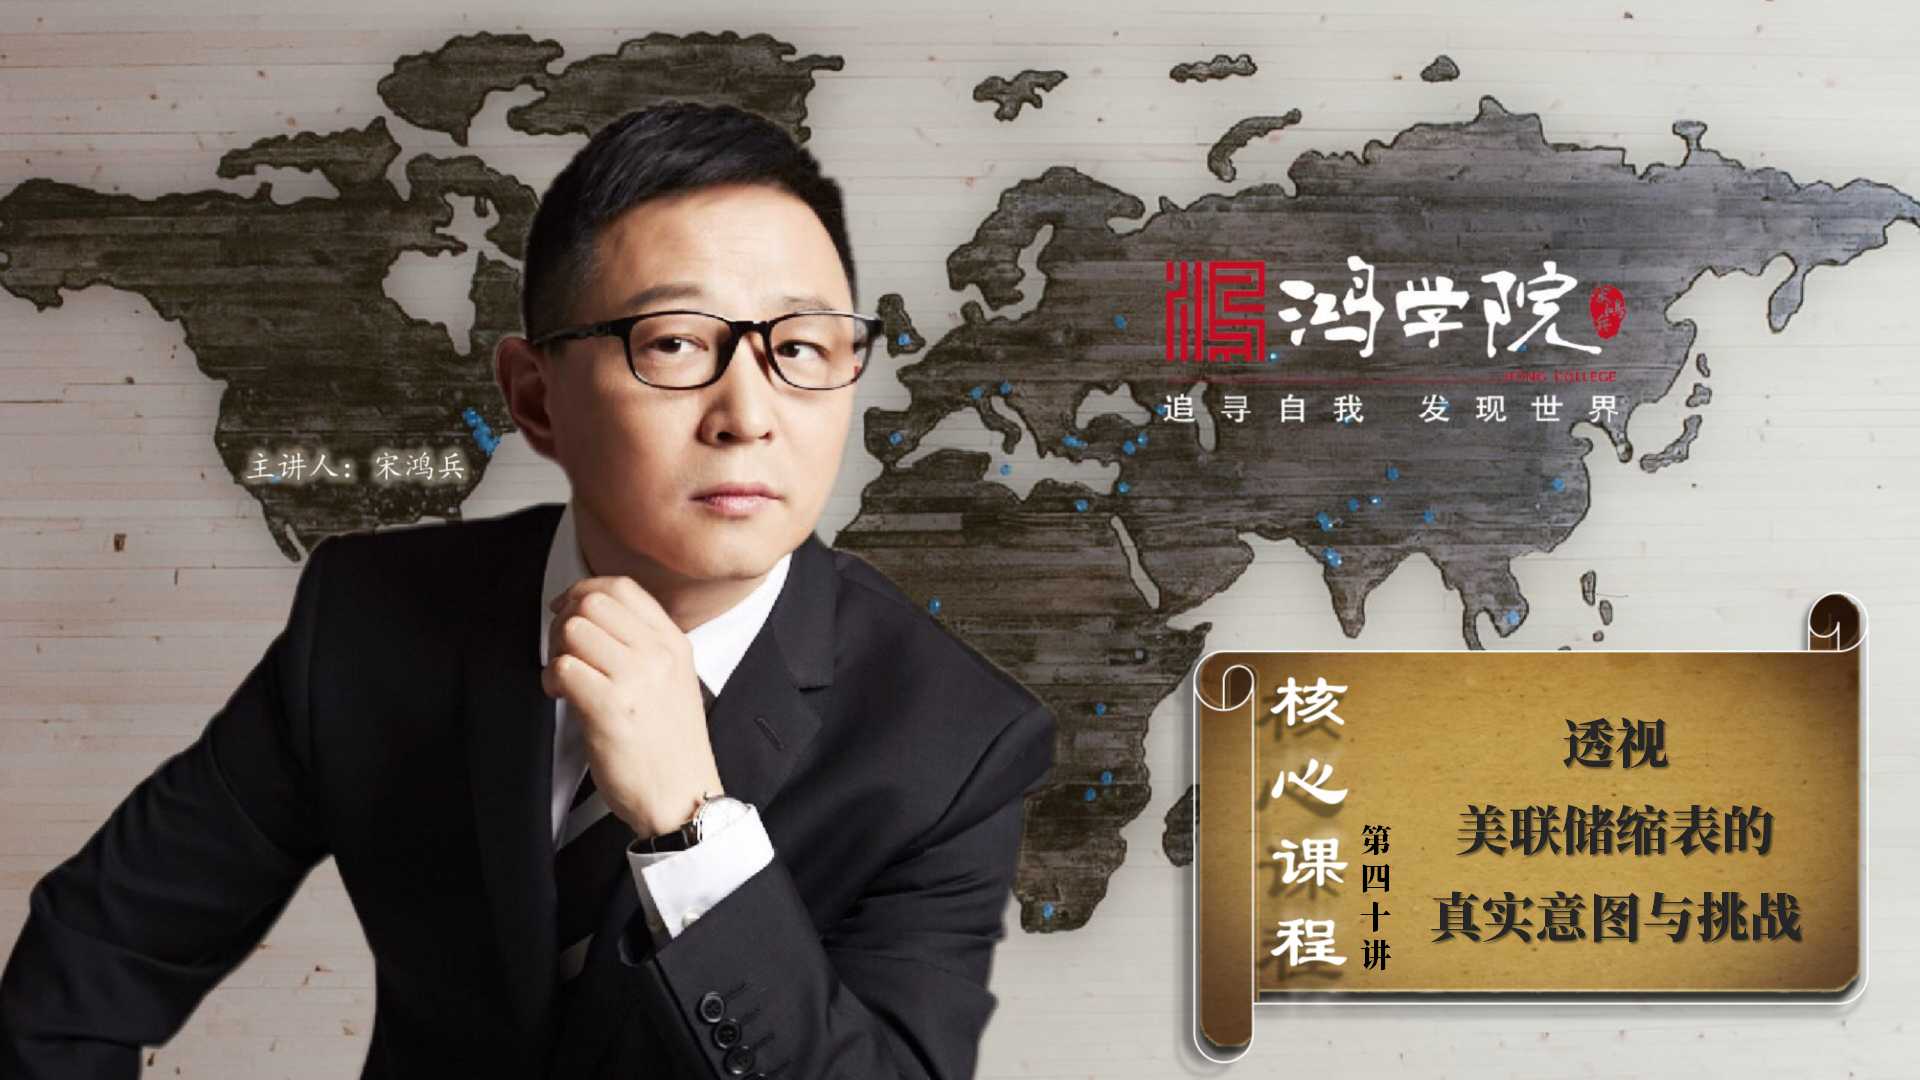 鸿学院
HONG COLLEGE
追寻自我 发现世界
主讲人：宋鸿兵
核心课程
第四十讲
透视
美联储缩表的
真实意图与挑战